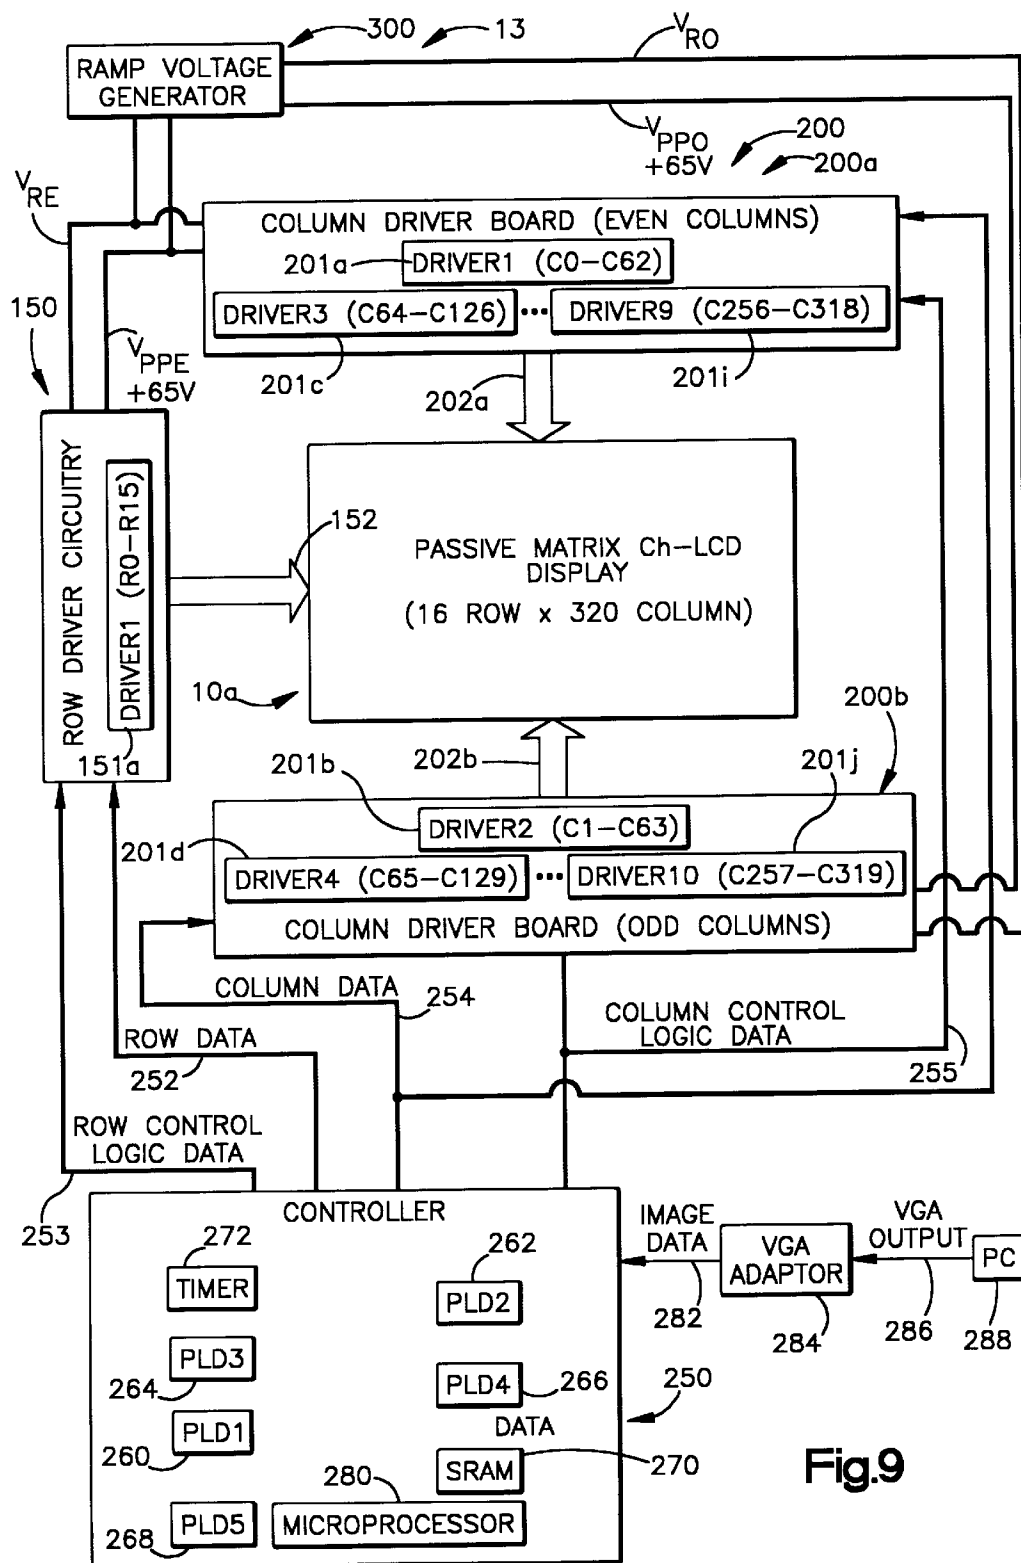 300
13
V RO
RAMP VOLTAGE
GENERATOR
V PPO
+65V
200
200a
V RE
COLUMN DRIVER BOARD (EVEN COLUMNS)
201a
DRIVER1 (C0-C62)
DRIVER3 (C64-C126)
DRIVER9 (C256-C318)
150
V PPE
+65V
201c
202a
201i
ROW DRIVER CIRCUITRY
DRIVER1 (R0-R15)
151a
152
PASSIVE MATRIX Ch-LCD
DISPLAY
(16 ROW x 320 COLUMN)
10a
200b
202b
201b
201j
DRIVER2 (C1-C63)
201d
DRIVER4 (C65-C129)
DRIVER10 (C257-C319)
COLUMN DRIVER BOARD (ODD COLUMNS)
COLUMN DATA
254
COLUMN CONTROL
LOGIC DATA
255
ROW DATA
252
ROW CONTROL
LOGIC DATA
253
CONTROLLER
272
TIMER
262
PLD2
IMAGE
DATA
282
VGA
ADAPTOR
284
VGA
OUTPUT
286
PC
288
PLD3
264
PLD4
266
250
PLD1
260
DATA
SRAM
270
280
PLD5
268
MICROPROCESSOR
Fig.9